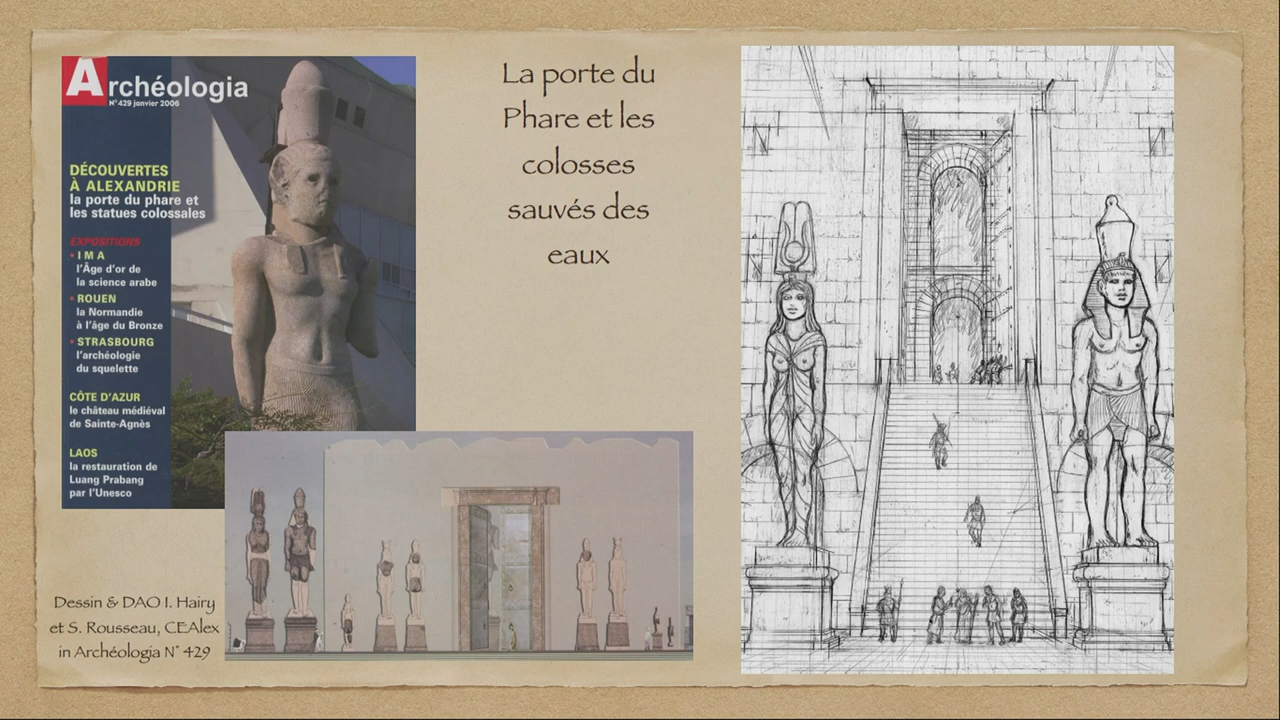 Archéologia
N°429 janvier 2006
DÉCOUVERTES
À ALEXANDRIE
la porte du phare et
les statues colossales
EXPOSITIONS
• I M A
l'Âge d'or de
la science arabe
• ROUEN
la Normandie
à l'âge du Bronze
• STRASBOURG
l'archéologie
du squelette
CÔTE D'AZUR
le château médiéval
de Sainte-Agnès
LAOS
la restauration de
Luang Prabang
par l'Unesco
La porte du
Phare et les
colosses
sauvés des
eaux
Dessin & DAO I. Hairy
et S. Rousseau, CEAlex
in Archéologia N° 429